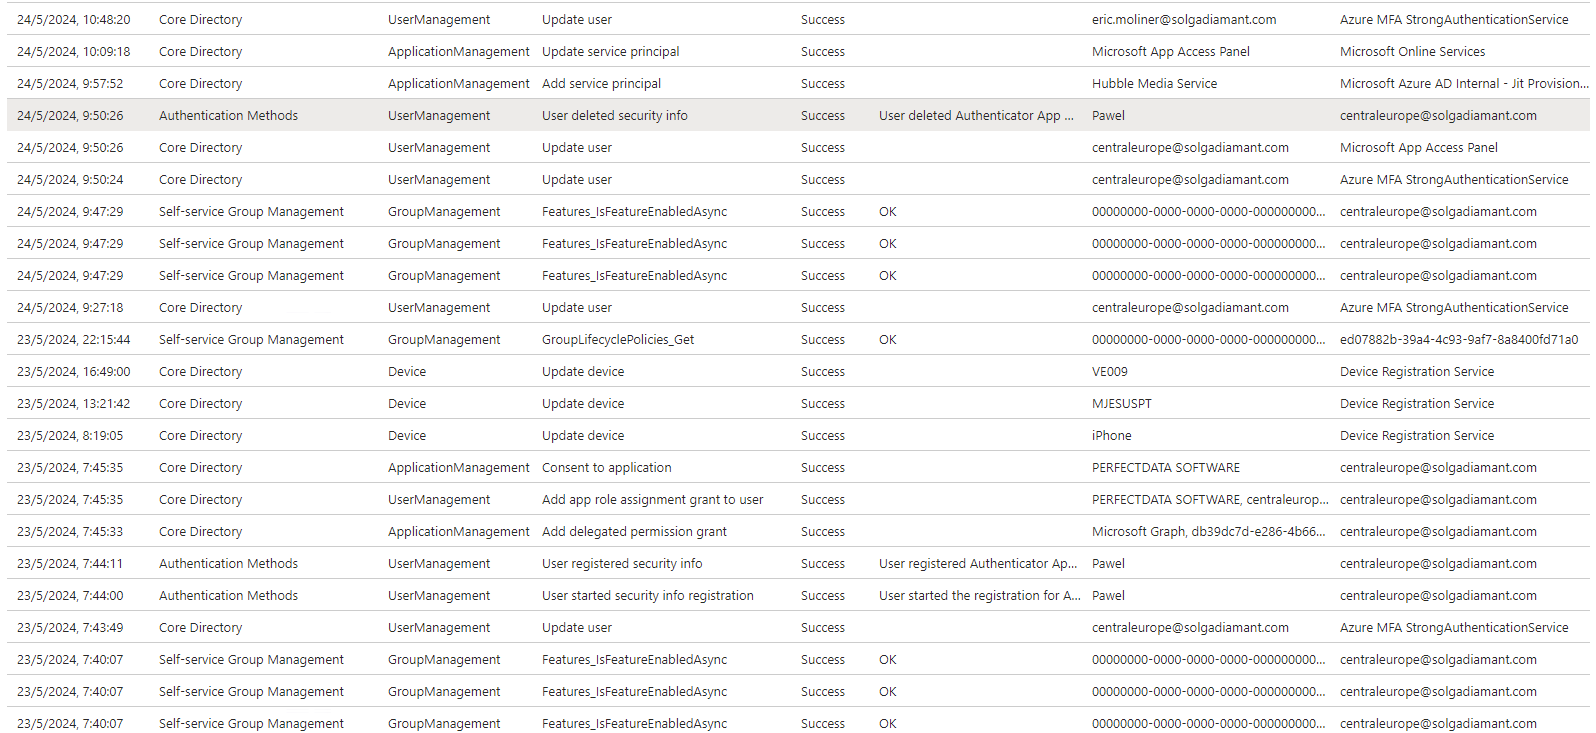 24/5/2024, 10:48:20 Core Directory UserManagement Update user Success eric.moliner@solgadiamant.com Azure MFA StrongAuthenticationService
24/5/2024, 10:09:18 Core Directory ApplicationManagement Update service principal Success Microsoft App Access Panel Microsoft Online Services
24/5/2024, 9:57:52 Core Directory ApplicationManagement Add service principal Success Hubble Media Service Microsoft Azure AD Internal - Jit Provision...
24/5/2024, 9:50:26 Authentication Methods UserManagement User deleted security info Success User deleted Authenticator App ... Pawel centraleurope@solgadiamant.com
24/5/2024, 9:50:26 Core Directory UserManagement Update user Success centraleurope@solgadiamant.com Microsoft App Access Panel
24/5/2024, 9:50:24 Core Directory UserManagement Update user Success centraleurope@solgadiamant.com Azure MFA StrongAuthenticationService
24/5/2024, 9:47:29 Self-service Group Management GroupManagement Features_IsFeatureEnabledAsync Success OK 00000000-0000-0000-0000-000000000... centraleurope@solgadiamant.com
24/5/2024, 9:47:29 Self-service Group Management GroupManagement Features_IsFeatureEnabledAsync Success OK 00000000-0000-0000-0000-000000000... centraleurope@solgadiamant.com
24/5/2024, 9:47:29 Self-service Group Management GroupManagement Features_IsFeatureEnabledAsync Success OK 00000000-0000-0000-0000-000000000... centraleurope@solgadiamant.com
24/5/2024, 9:27:18 Core Directory UserManagement Update user Success centraleurope@solgadiamant.com Azure MFA StrongAuthenticationService
23/5/2024, 22:15:44 Self-service Group Management GroupManagement GroupLifecyclePolicies_Get Success OK 00000000-0000-0000-0000-000000000... ed07882b-39a4-4c93-9af7-8a8400fd71a0
23/5/2024, 16:49:00 Core Directory Device Update device Success VE009 Device Registration Service
23/5/2024, 13:21:42 Core Directory Device Update device Success MJESUSPT Device Registration Service
23/5/2024, 8:19:05 Core Directory Device Update device Success iPhone Device Registration Service
23/5/2024, 7:45:35 Core Directory ApplicationManagement Consent to application Success PERFECTDATA SOFTWARE centraleurope@solgadiamant.com
23/5/2024, 7:45:35 Core Directory UserManagement Add app role assignment grant to user Success PERFECTDATA SOFTWARE, centraleurop... centraleurope@solgadiamant.com
23/5/2024, 7:45:33 Core Directory ApplicationManagement Add delegated permission grant Success Microsoft Graph, db39dc7d-e286-4b66... centraleurope@solgadiamant.com
23/5/2024, 7:44:11 Authentication Methods UserManagement User registered security info Success User registered Authenticator Ap... Pawel centraleurope@solgadiamant.com
23/5/2024, 7:44:00 Authentication Methods UserManagement User started security info registration Success User started the registration for A... Pawel centraleurope@solgadiamant.com
23/5/2024, 7:43:49 Core Directory UserManagement Update user Success centraleurope@solgadiamant.com Azure MFA StrongAuthenticationService
23/5/2024, 7:40:07 Self-service Group Management GroupManagement Features_IsFeatureEnabledAsync Success OK 00000000-0000-0000-0000-000000000... centraleurope@solgadiamant.com
23/5/2024, 7:40:07 Self-service Group Management GroupManagement Features_IsFeatureEnabledAsync Success OK 00000000-0000-0000-0000-000000000... centraleurope@solgadiamant.com
23/5/2024, 7:40:07 Self-service Group Management GroupManagement Features_IsFeatureEnabledAsync Success OK 00000000-0000-0000-0000-000000000... centraleurope@solgadiamant.com